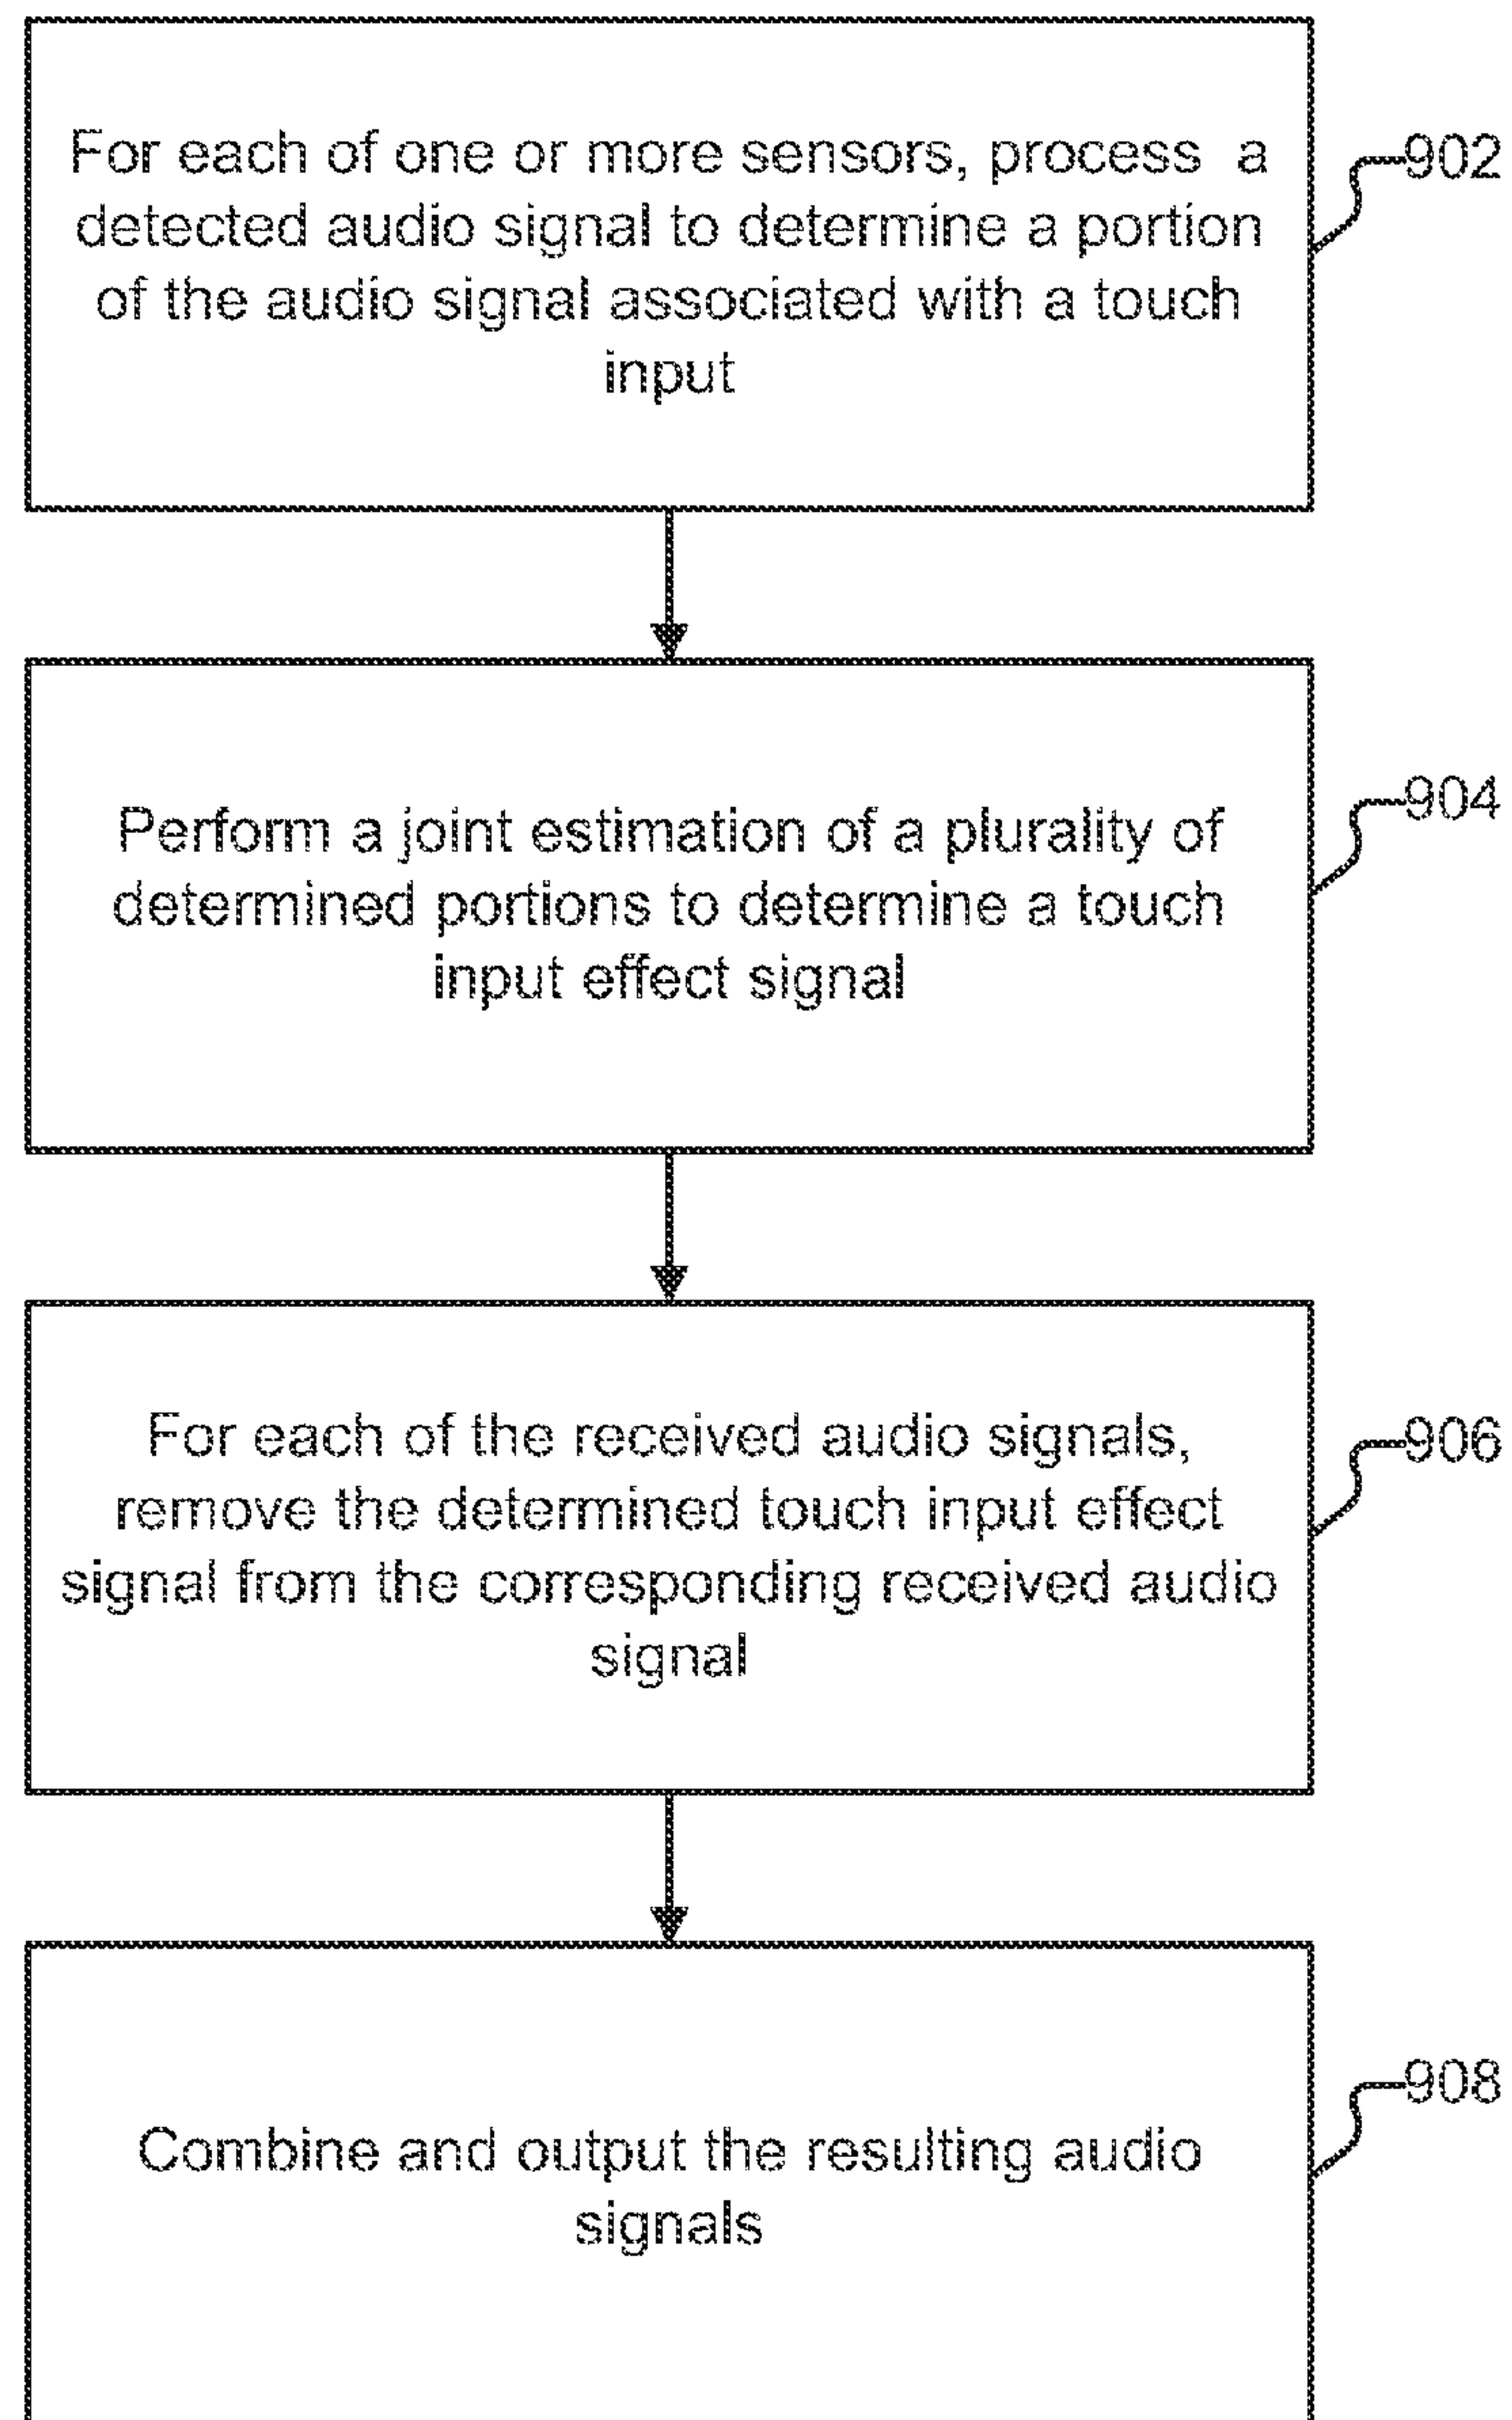 For each of one or more sensors, process a
902
detected audio signal to determine a portion
of the audio signal associated with a touch
input
904
Perform a joint estimation of a plurality of
determined portions to determine a touch
input effect signal
For each of the received audio signals,
906
remove the determined touch input effect
signal from the corresponding received audio
signal
908
Combine and output the resulting audio
signals